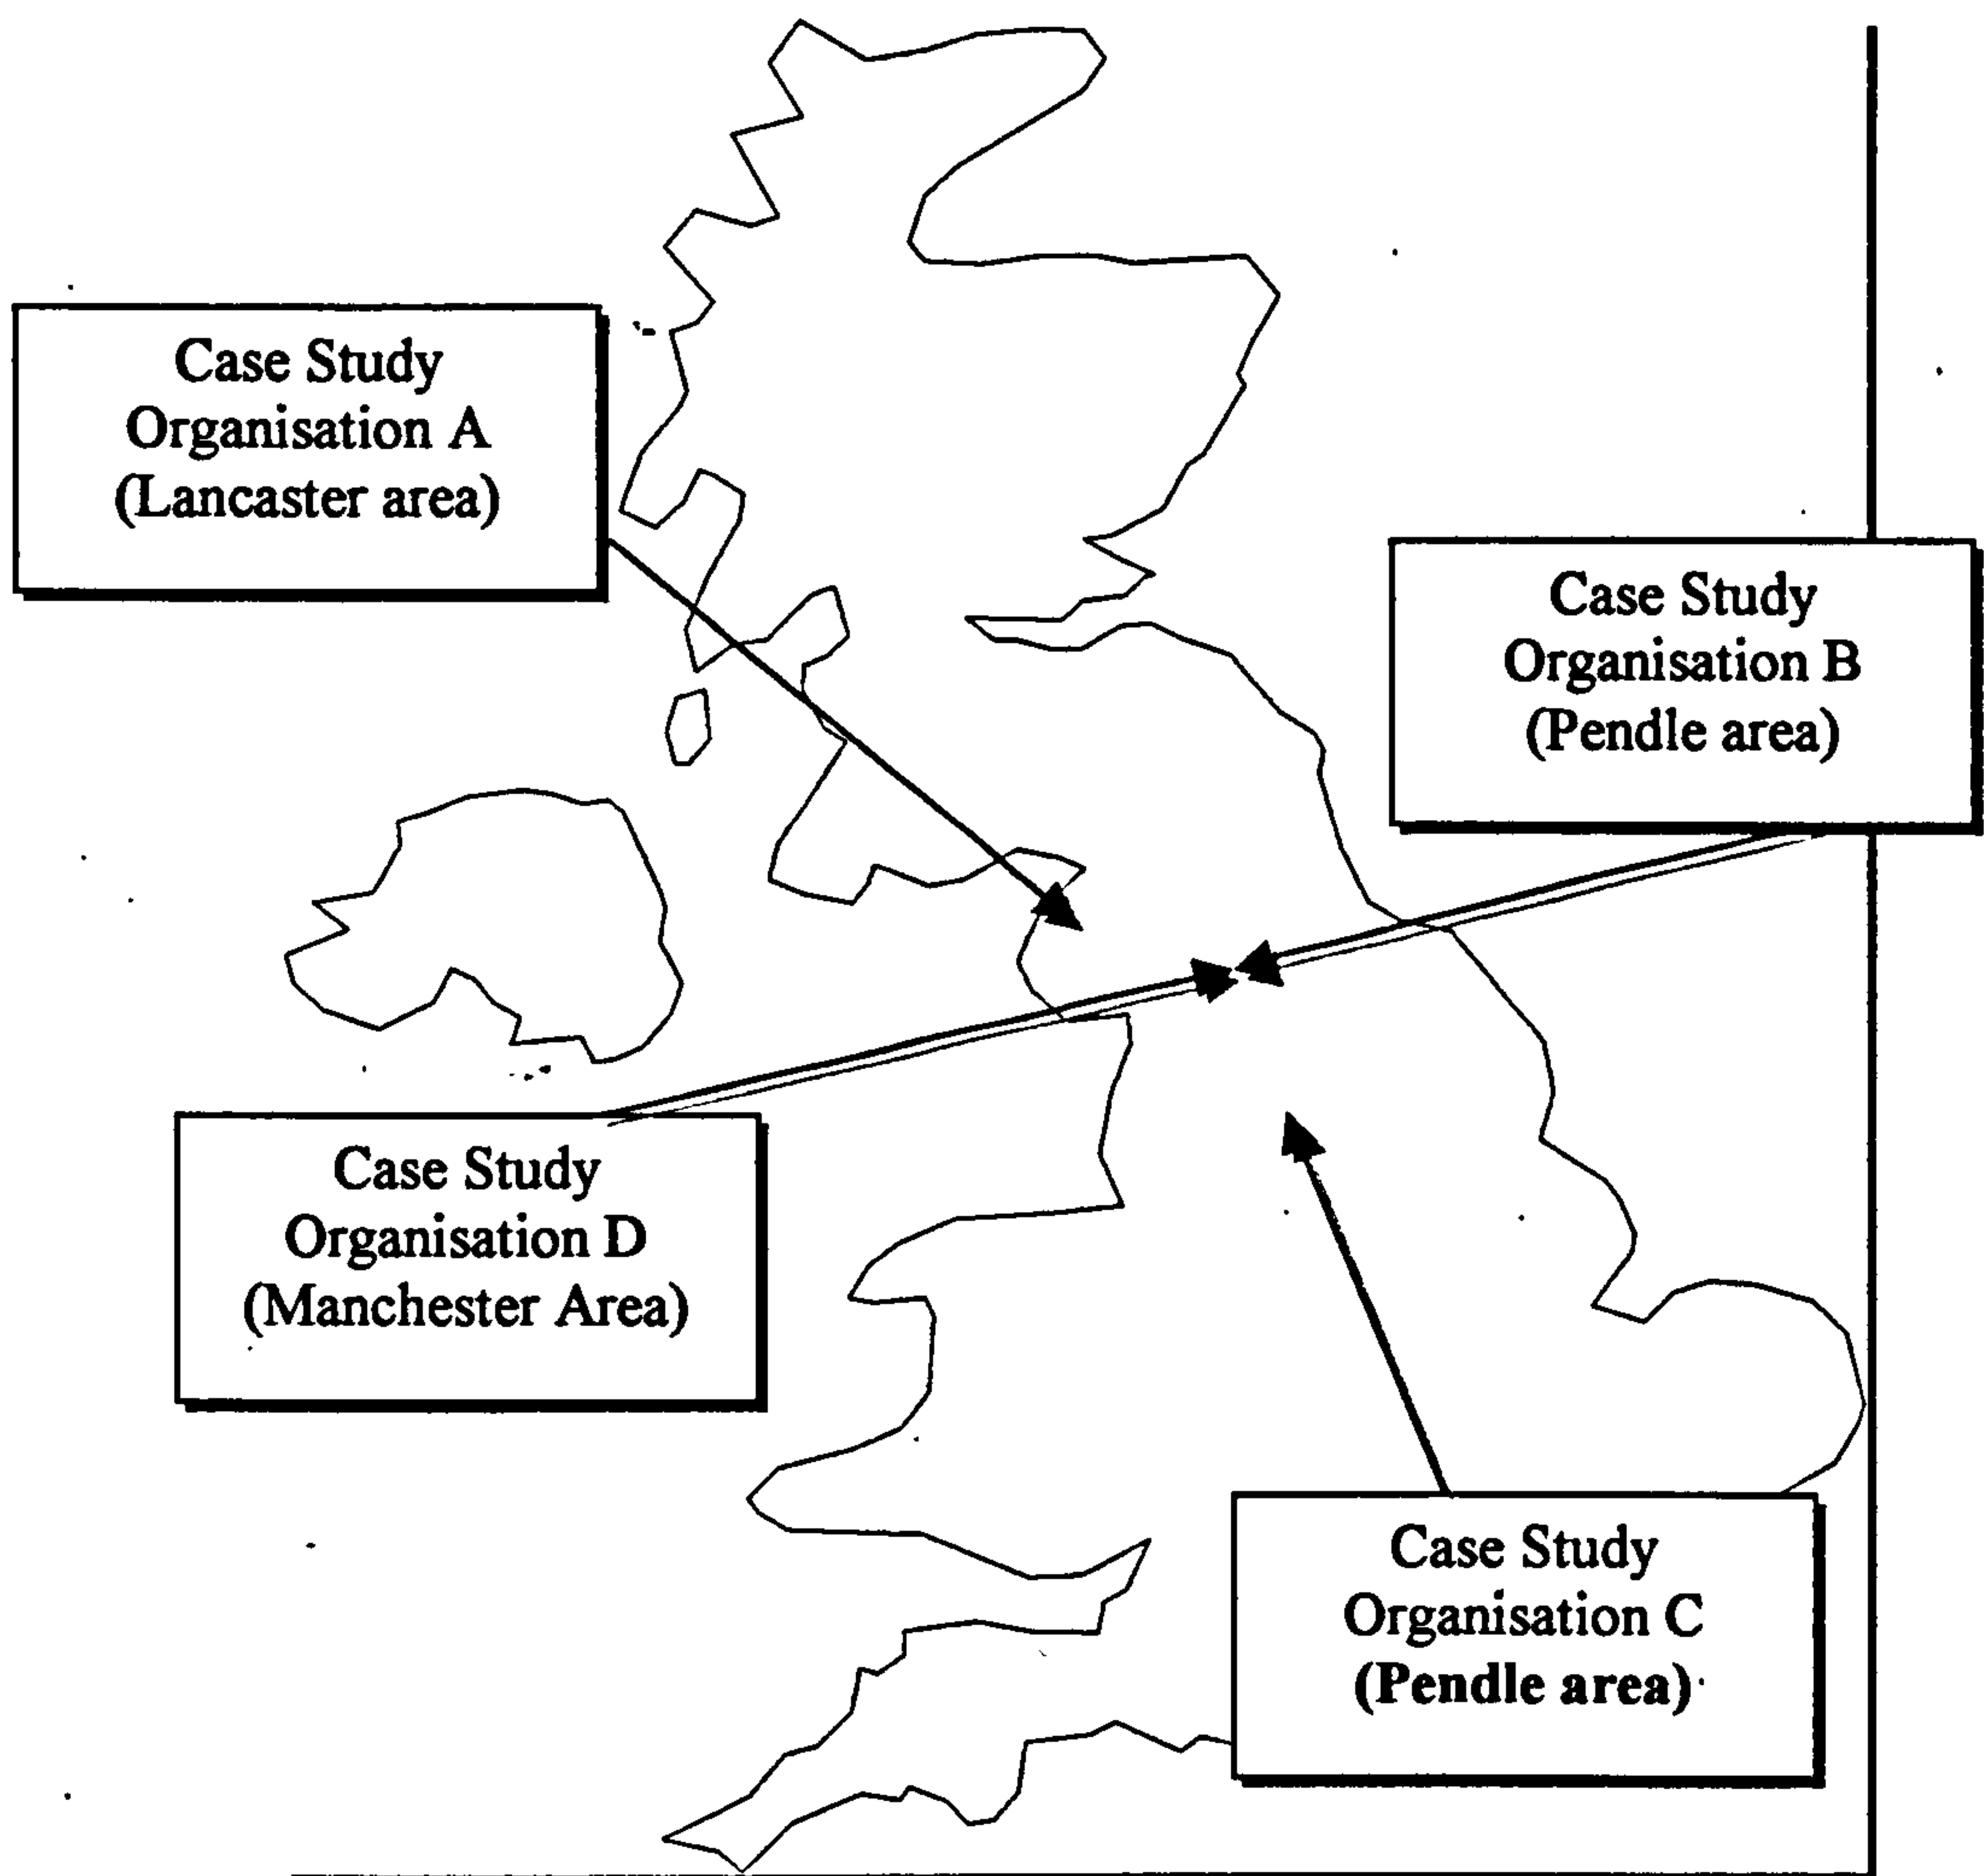 Case Study
Organisation A
(Lancaster area)
Case Study
Organisation B
(Pendle area)
Case Study
Organisation D
(Manchester Area)
Case Study
Organisation C
(Pendle area)